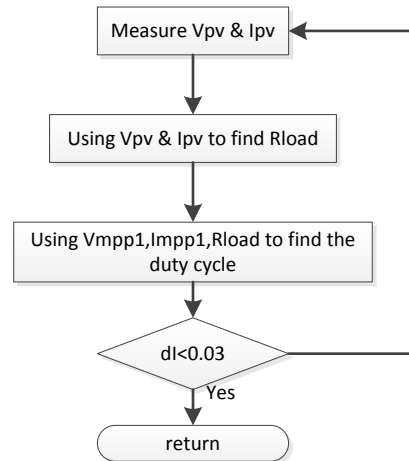 Measure Vpv & Ipv
Using Vpv & Ipv to find Rload
Using Vmpp1,Impp1,Rload to find the
duty cycle
dI<0.03
Yes
return